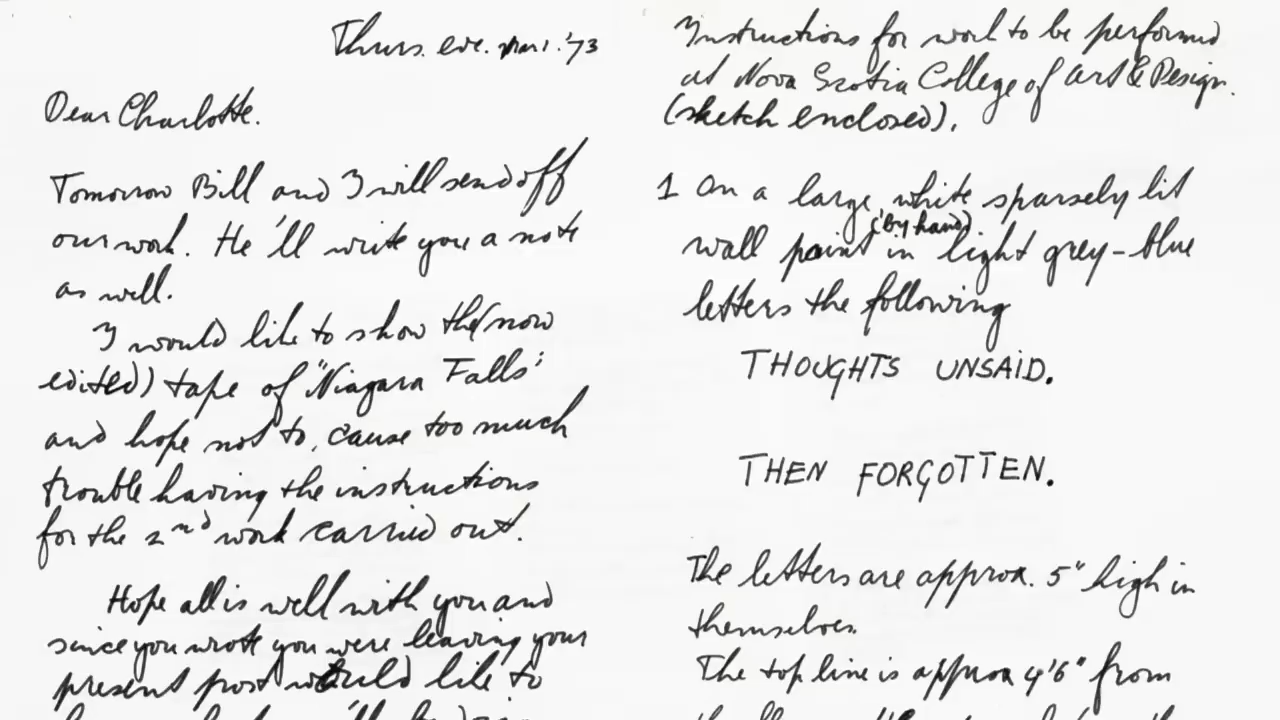 Thurs. eve. Mar 1. '73
Dear Charlotte.
Tomorrow Bill and I will send off
our work. He'll write you a note
as well.
I would like to show the (now
edited) tape of "Niagara Falls"
and hope not to, cause too much
trouble having the instructions
for the 2nd work carried out.
Hope all is well with you and
since you wrote you were leaving your
present post would like to
Instructions for work to be performed
at Nova Scotia College of Art & Design.
(sketch enclosed).
1 On a large, white sparsely lit
(by hand)
wall paint in light grey-blue
letters the following
THOUGHTS UNSAID.
THEN FORGOTTEN.
The letters are approx. 5" high in
themselves.
The top line is approx 4'6" from